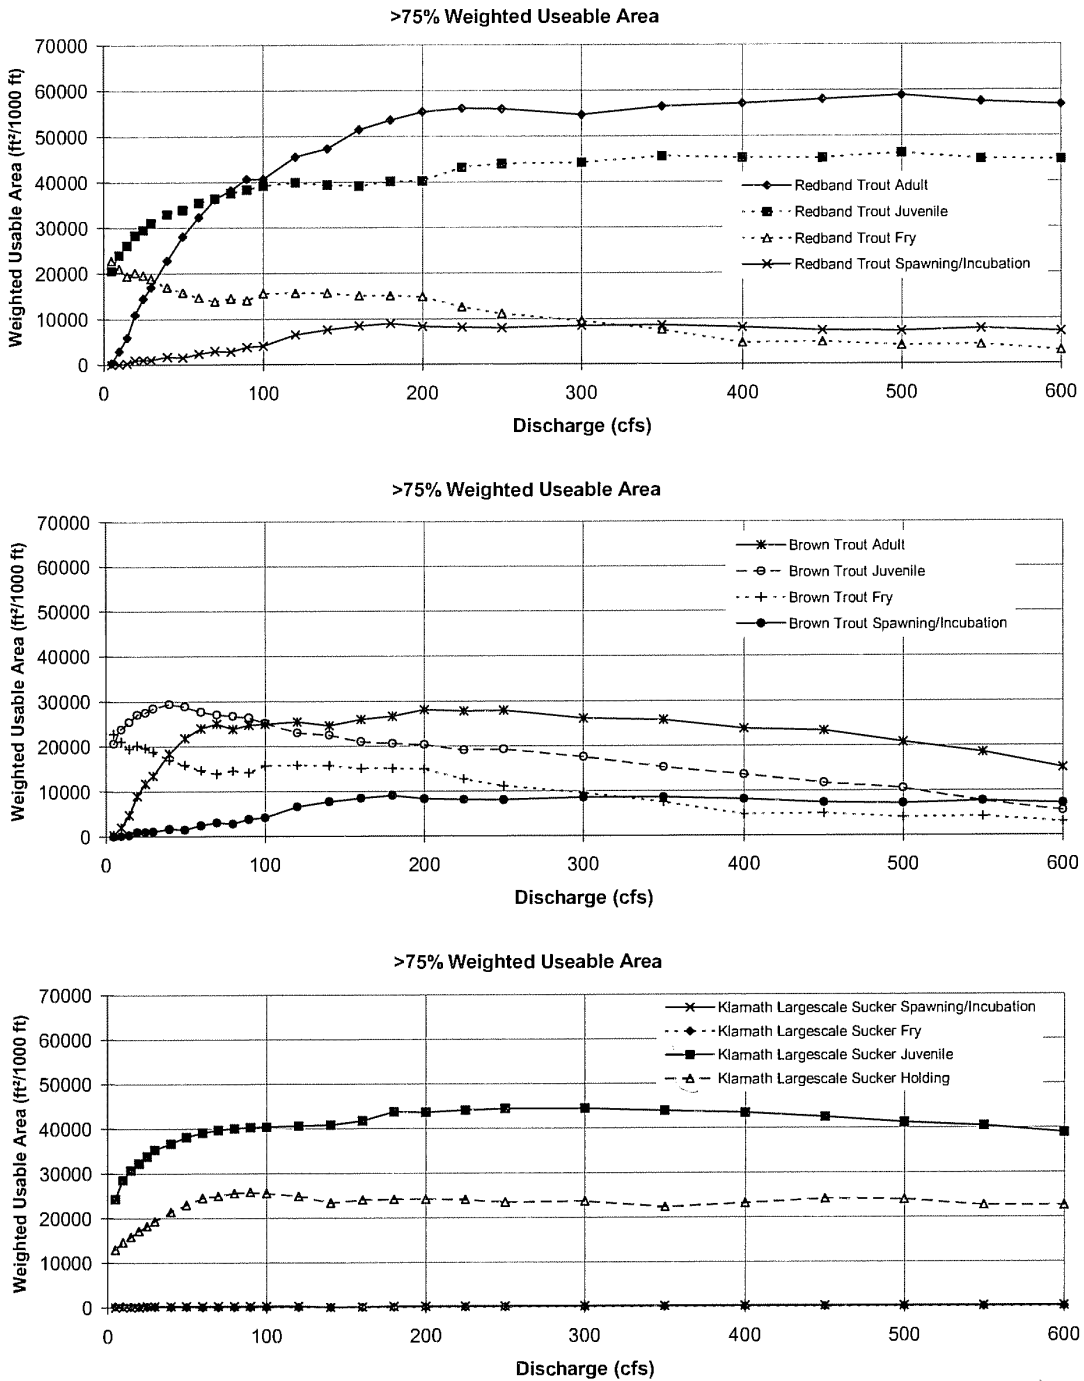 >75% Weighted Useable Area
Weighted Usable Area (ft²/1000 ft)
70000
60000
50000
40000
30000
20000
10000
0
Redband Trout Adult
Redband Trout Juvenile
Redband Trout Fry
Redband Trout Spawning/Incubation
0 100 200 300 400 500 600
Discharge (cfs)
>75% Weighted Useable Area
Weighted Usable Area (ft²/1000 ft)
70000
60000
50000
40000
30000
20000
10000
0
Brown Trout Adult
Brown Trout Juvenile
Brown Trout Fry
Brown Trout Spawning/Incubation
0 100 200 300 400 500 600
Discharge (cfs)
>75% Weighted Useable Area
Weighted Usable Area (ft²/1000 ft)
70000
60000
50000
40000
30000
20000
10000
0
Klamath Largescale Sucker Spawning/Incubation
Klamath Largescale Sucker Fry
Klamath Largescale Sucker Juvenile
Klamath Largescale Sucker Holding
0 100 200 300 400 500 600
Discharge (cfs)